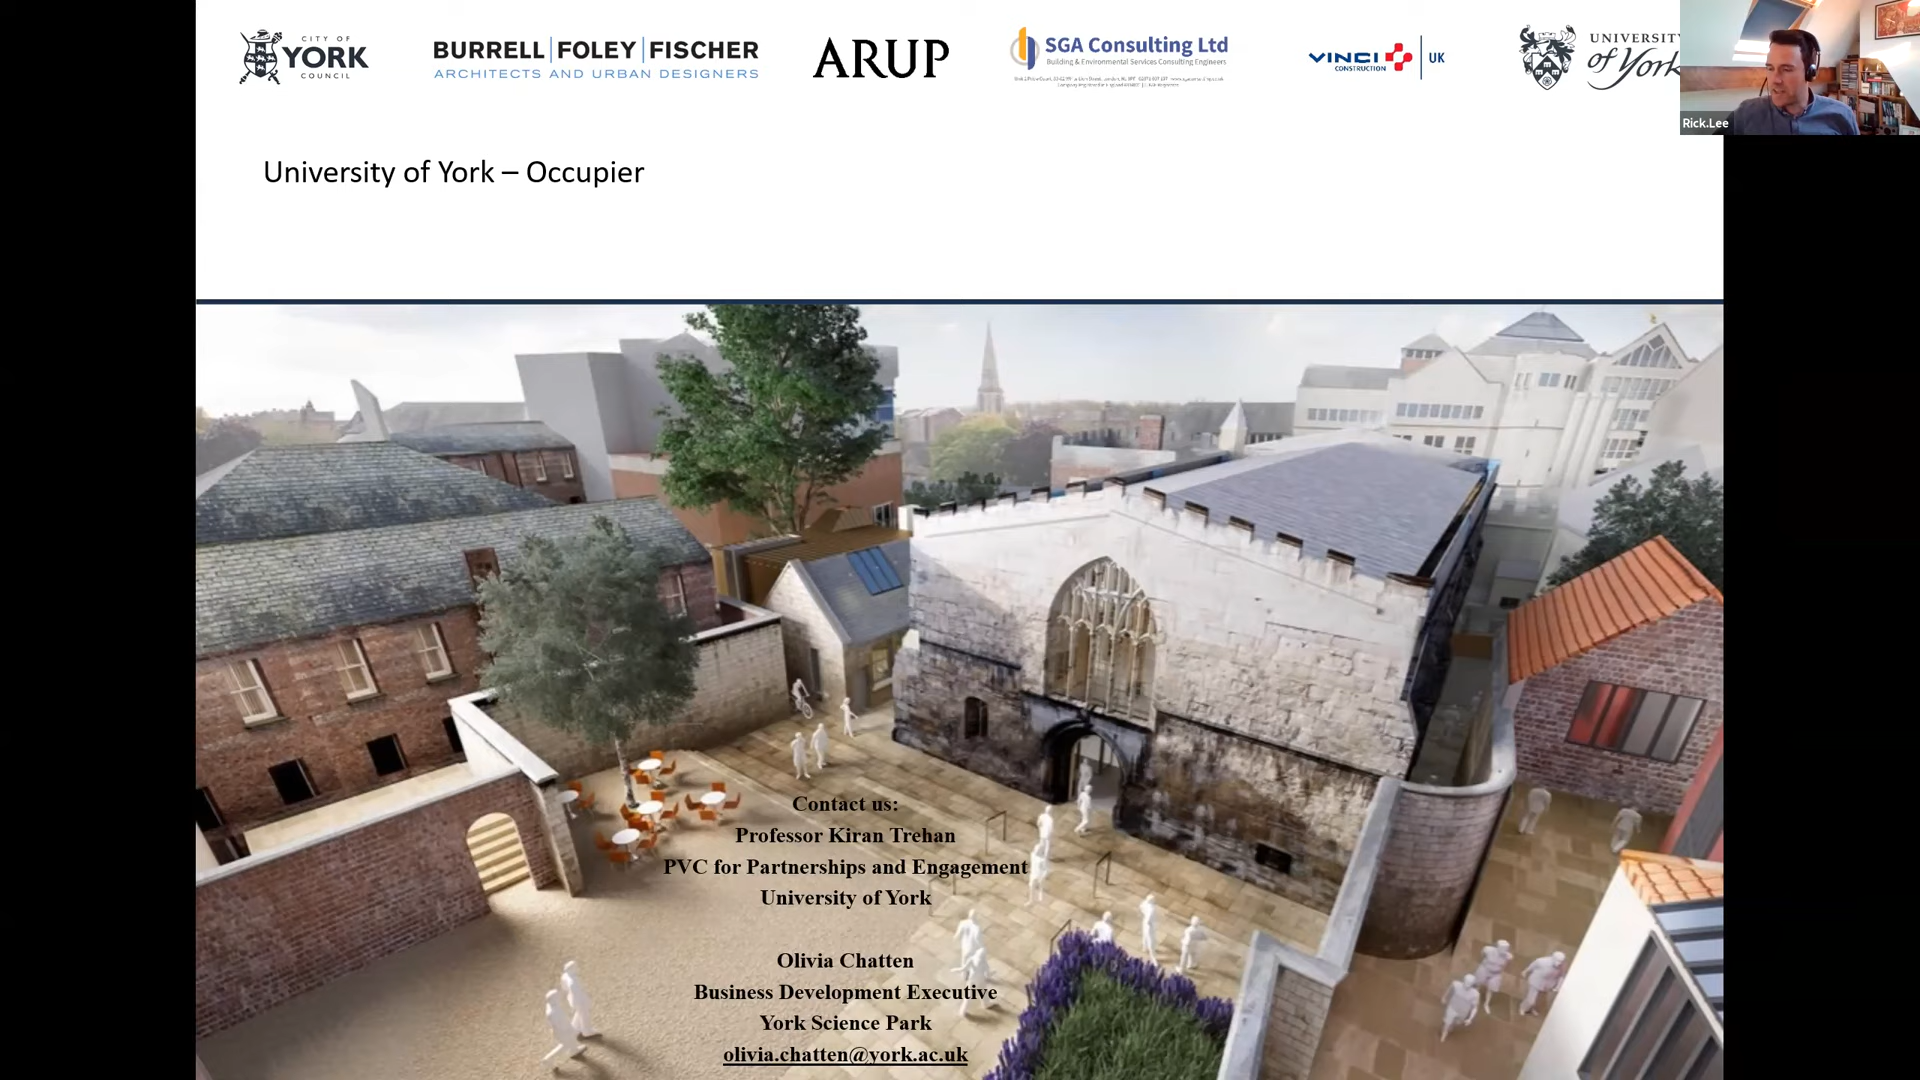 CITY OF
YORK
COUNCIL
BURRELL FOLEY FISCHER
ARCHITECTS AND URBAN DESIGNERS
ARUP
SGA Consulting Ltd
Building & Environmental Services Consulting Engineers
VINCI
CONSTRUCTION
UK
UNIVERSITY
of York
Rick.Lee
University of York – Occupier
Contact us:
Professor Kiran Trehan
PVC for Partnerships and Engagement
University of York
Olivia Chatten
Business Development Executive
York Science Park
olivia.chatten@york.ac.uk